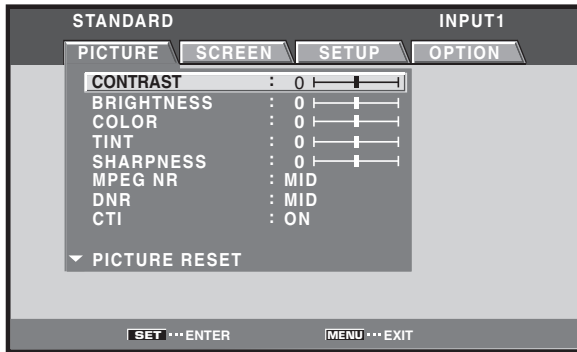 STANDARD INPUT1
PICTURE SCREEN SETUP OPTION
CONTRAST : 0
BRIGHTNESS : 0
COLOR : 0
TINT : 0
SHARPNESS : 0
MPEG NR : MID
DNR : MID
CTI : ON
PICTURE RESET
SET ··· ENTER MENU ··· EXIT